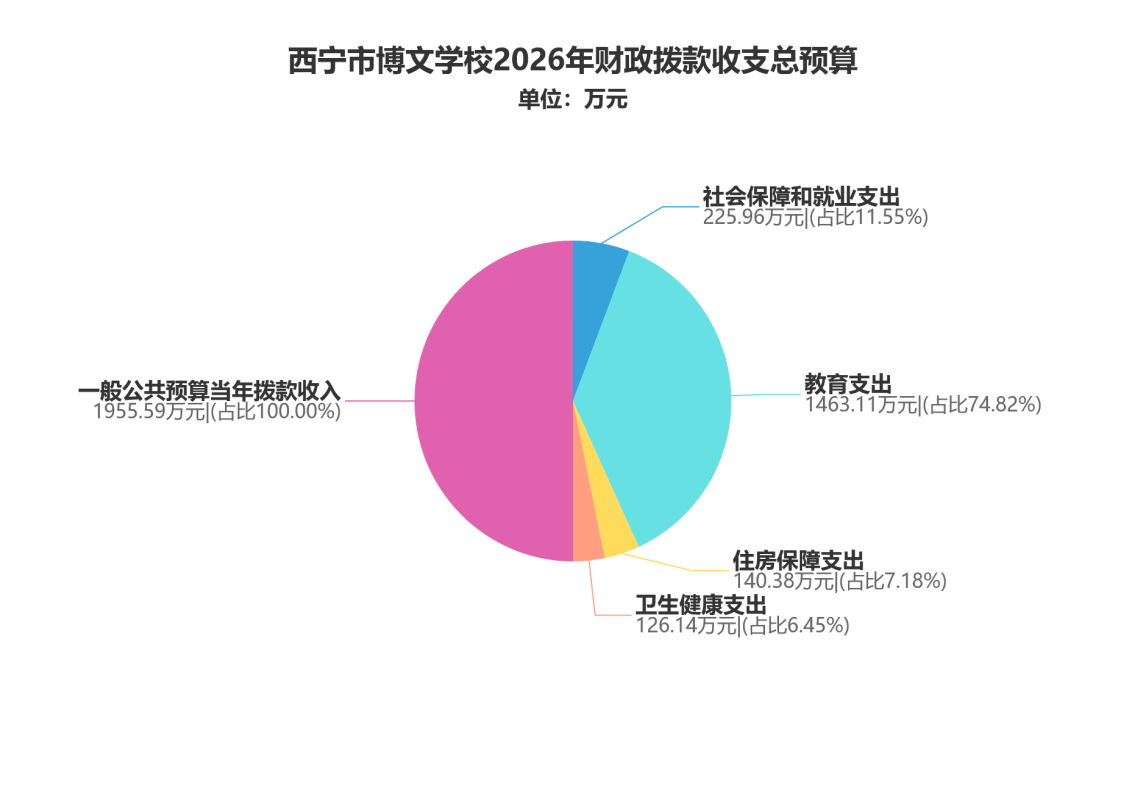 西宁市博文学校2026年财政拨款收支总预算
单位：万元
社会保障和就业支出
225.96万元|(占比11.55%)
教育支出
1463.11万元|(占比74.82%)
一般公共预算当年拨款收入
1955.59万元|(占比100.00%)
住房保障支出
140.38万元|(占比7.18%)
卫生健康支出
126.14万元|(占比6.45%)